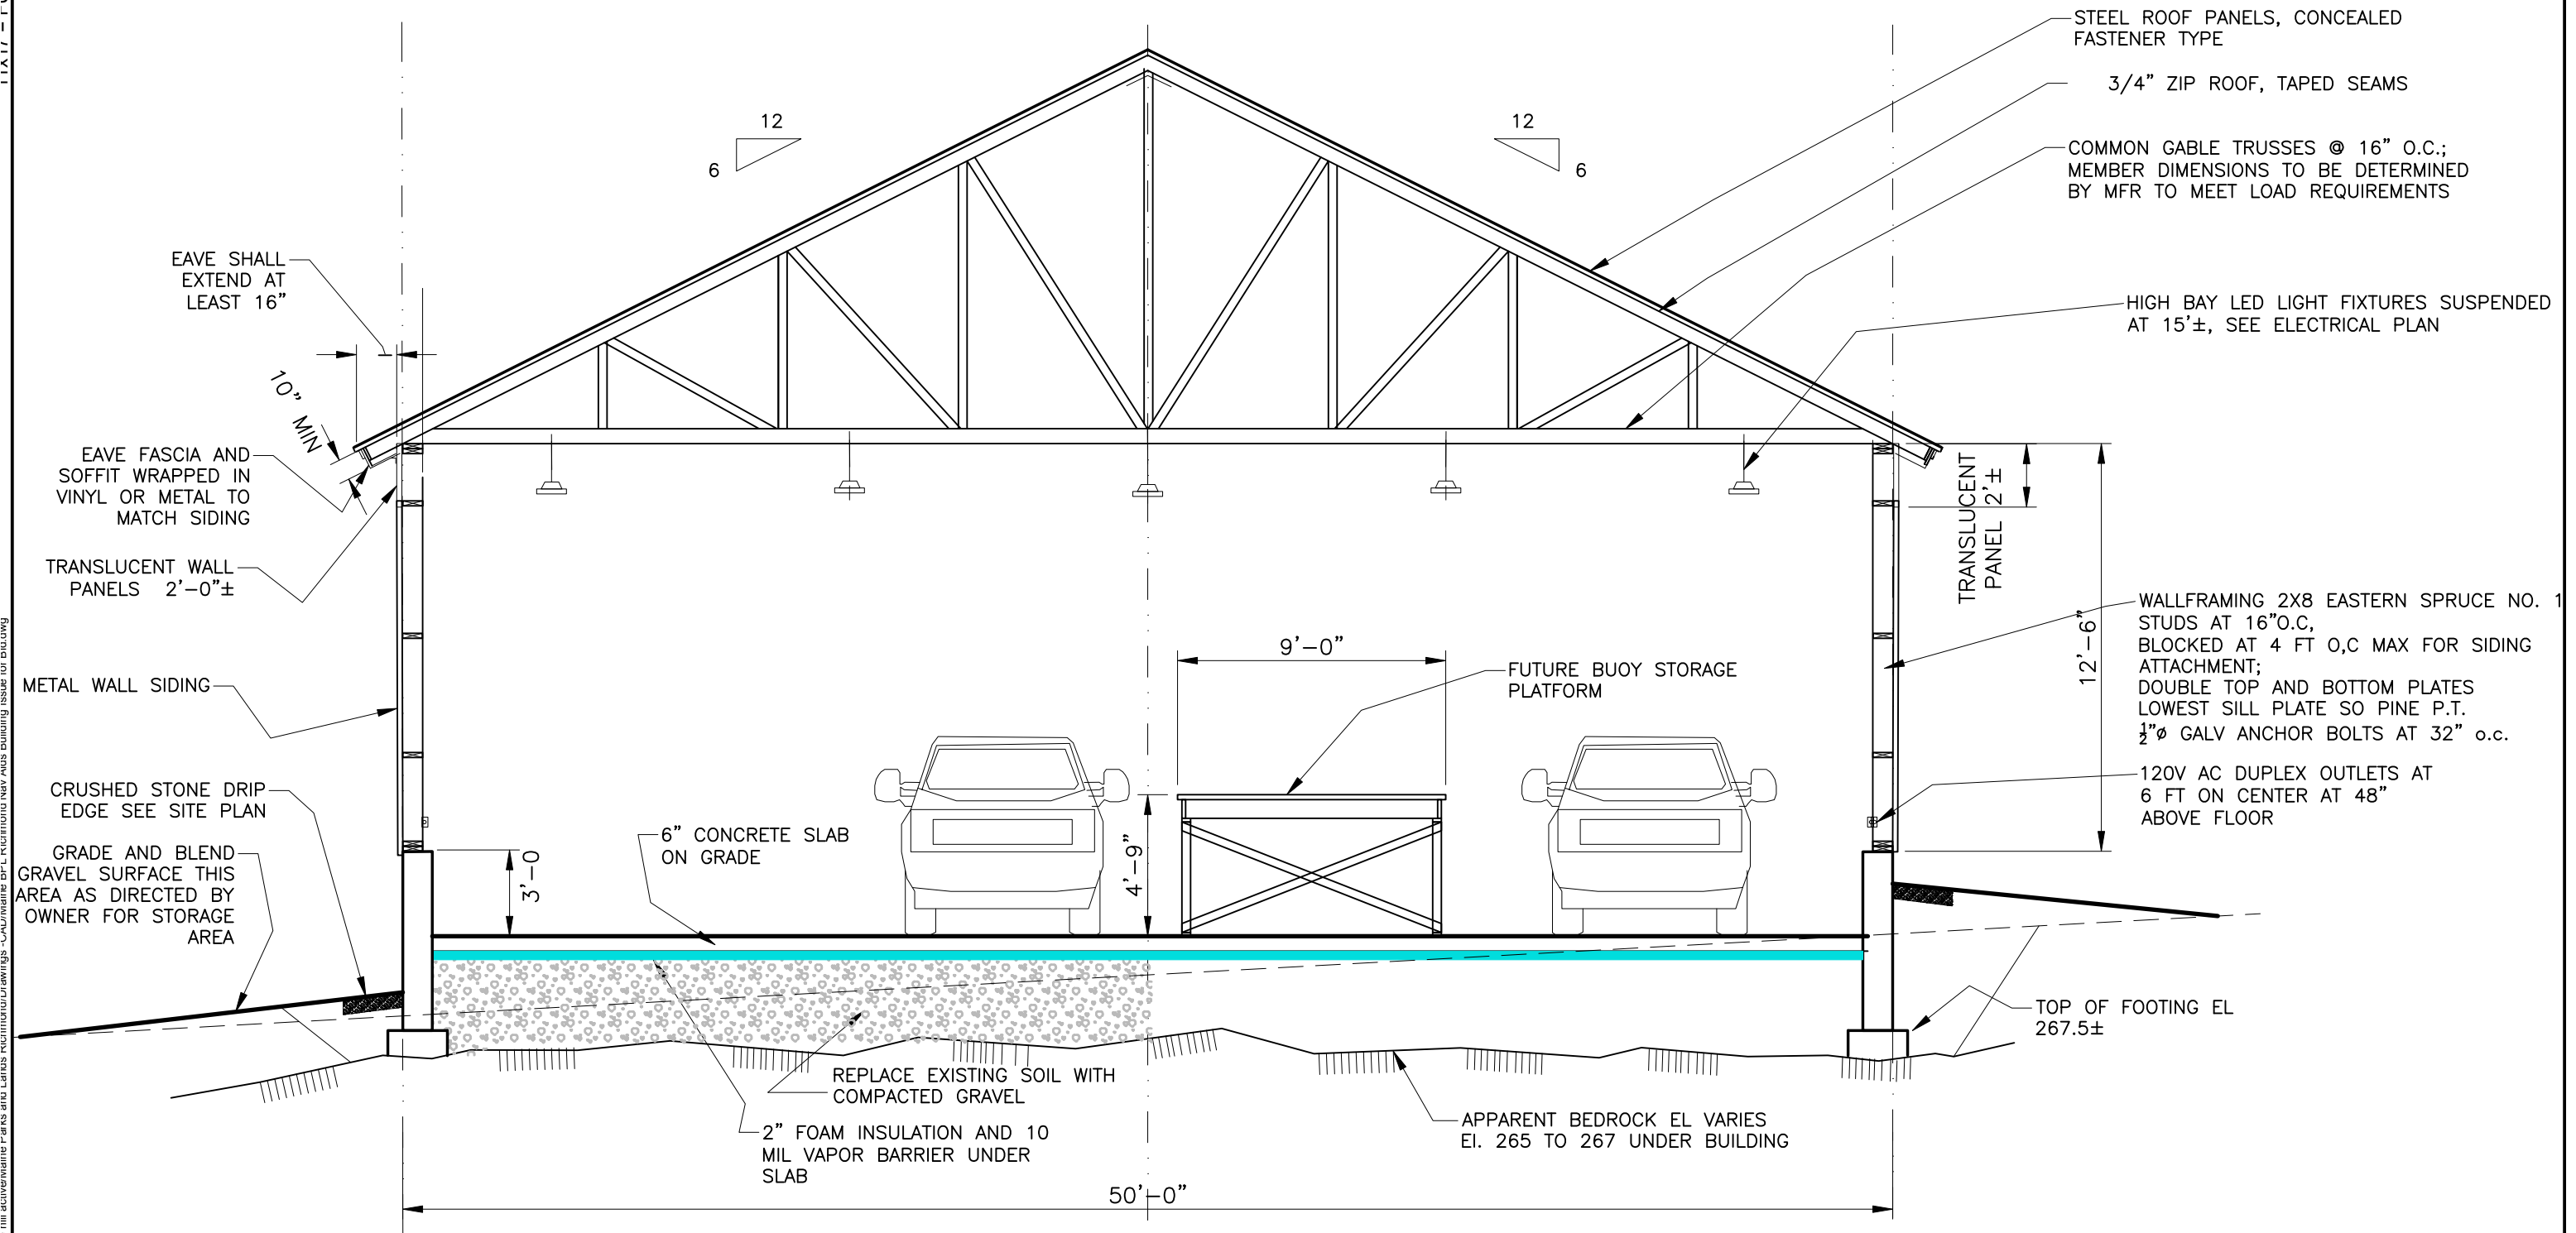 STEEL ROOF PANELS, CONCEALED
FASTENER TYPE
3/4" ZIP ROOF, TAPED SEAMS
COMMON GABLE TRUSSES @ 16" O.C.;
MEMBER DIMENSIONS TO BE DETERMINED
BY MFR TO MEET LOAD REQUIREMENTS
12
6
12
6
EAVE SHALL
EXTEND AT
LEAST 16"
HIGH BAY LED LIGHT FIXTURES SUSPENDED
AT 15'±, SEE ELECTRICAL PLAN
10" MIN
EAVE FASCIA AND
SOFFIT WRAPPED IN
VINYL OR METAL TO
MATCH SIDING
TRANSLUCENT WALL
PANELS 2'-0"±
TRANSLUCENT
PANEL 2'±
12'-6"
WALLFRAMING 2X8 EASTERN SPRUCE NO. 1
STUDS AT 16"O.C,
BLOCKED AT 4 FT O,C MAX FOR SIDING
ATTACHMENT;
DOUBLE TOP AND BOTTOM PLATES
LOWEST SILL PLATE SO PINE P.T.
½"ø GALV ANCHOR BOLTS AT 32" o.c.
9'-0"
FUTURE BUOY STORAGE
PLATFORM
METAL WALL SIDING
120V AC DUPLEX OUTLETS AT
6 FT ON CENTER AT 48"
ABOVE FLOOR
CRUSHED STONE DRIP
EDGE SEE SITE PLAN
6" CONCRETE SLAB
ON GRADE
3'-0
4'-9"
GRADE AND BLEND
GRAVEL SURFACE THIS
AREA AS DIRECTED BY
OWNER FOR STORAGE
AREA
TOP OF FOOTING EL
267.5±
REPLACE EXISTING SOIL WITH
COMPACTED GRAVEL
2" FOAM INSULATION AND 10
MIL VAPOR BARRIER UNDER
SLAB
APPARENT BEDROCK EL VARIES
El. 265 TO 267 UNDER BUILDING
50'-0"